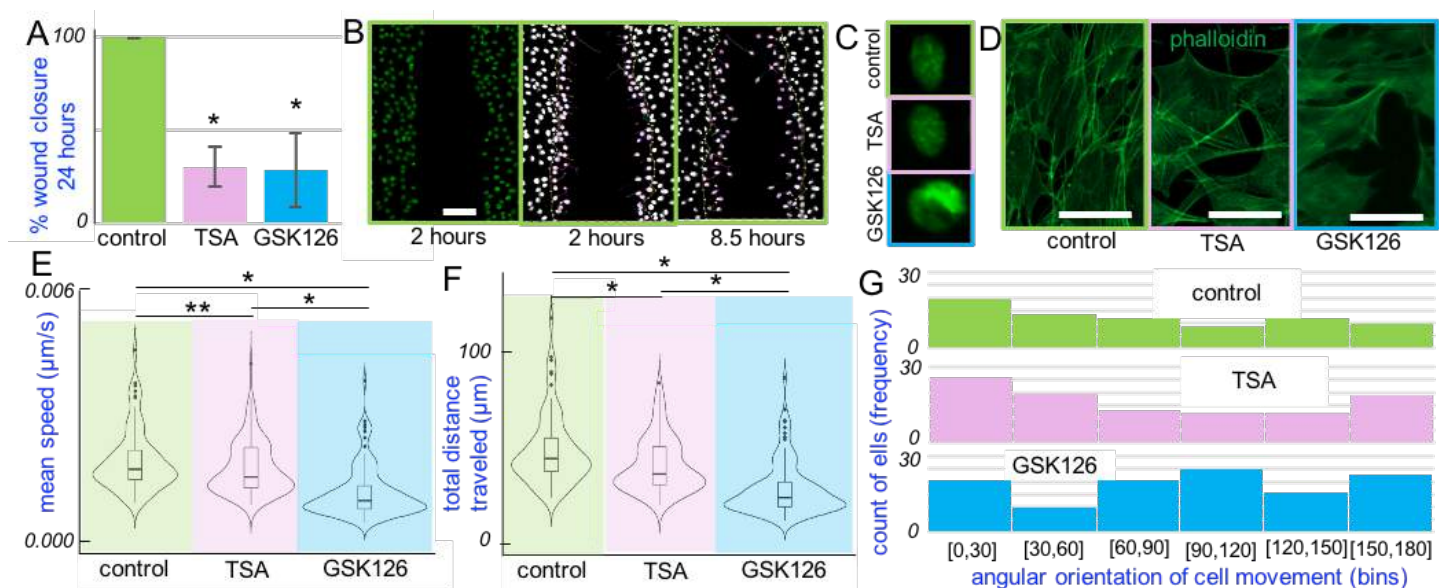 A
100
0
% wound closure
24 hours
*
*
control
TSA
GSK126
B
2 hours
2 hours
8.5 hours
C
control
TSA
GSK126
D
phalloidin
control
TSA
GSK126
E
0.006
0.000
mean speed (µm/s)
*
**
*
control
TSA
GSK126
F
100
0
total distance
traveled (µm)
*
*
*
control
TSA
GSK126
G
count of ells (frequency)
30
0
control
30
0
TSA
30
0
GSK126
[0,30] [30,60] [60,90] [90,120] [120,150] [150,180]
angular orientation of cell movement (bins)